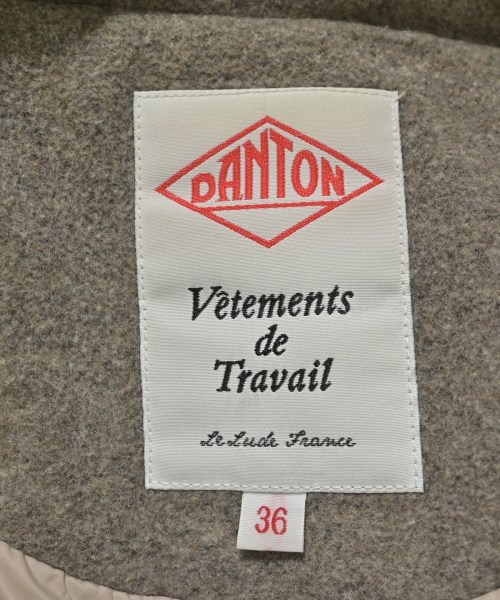 DANTON
Vêtements
de
Travail
Le Lude France
36